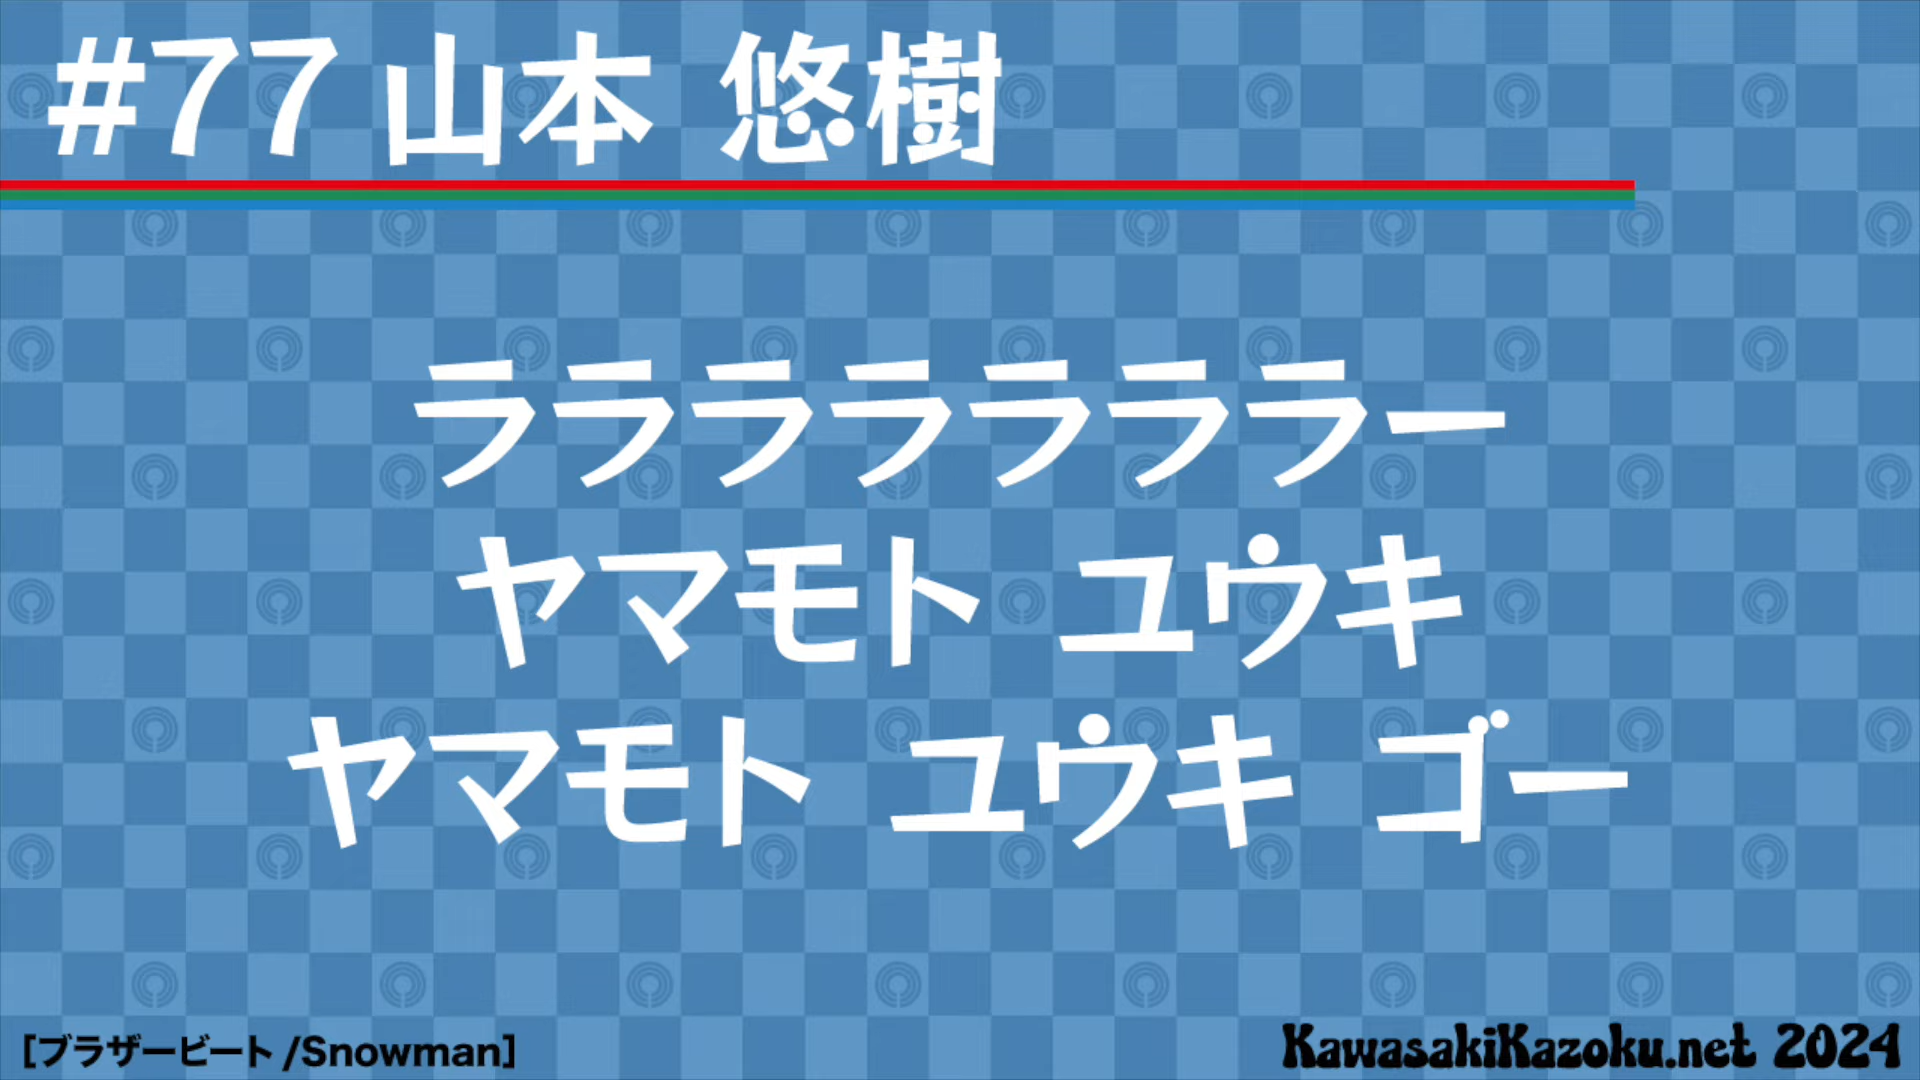 #77 山本 悠樹
ラララララララー
ヤマモト ユウキ
ヤマモト ユウキ ゴー
[ブラザービート/Snowman]
KawasakiKazoku.net 2024